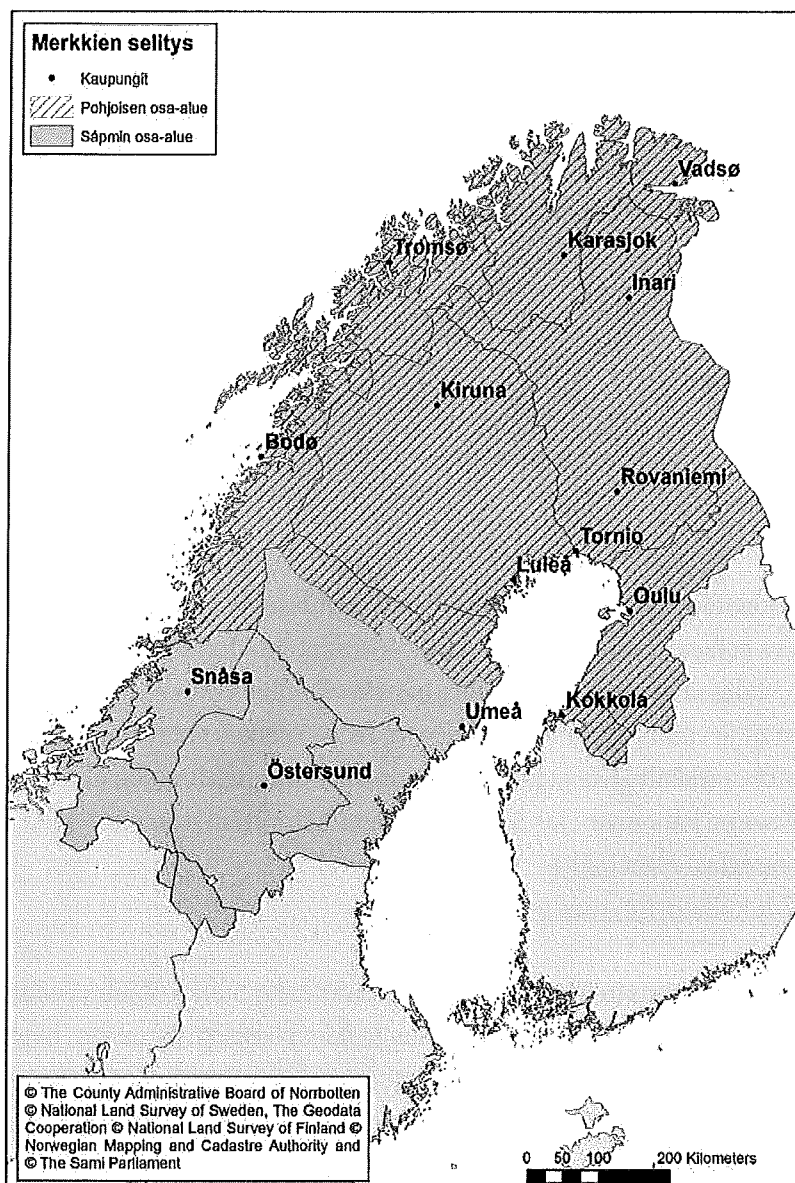 Merkkien selitys
Kaupungit
Pohjoisen osa-alue
Sápmin osa-alue
Vadsø
Karasjok
Tromsø
Inari
Kiruna
Bodø
Rovaniemi
Tornio
Luleå
Oulu
Snåsa
Kokkola
Umeå
Östersund
© The County Administrative Board of Norrbotten
© National Land Survey of Sweden, The Geodata
Cooperation © National Land Survey of Finland ©
Norwegian Mapping and Cadastre Authority and
© The Sami Parliament
0 50 100 200 Kilometers